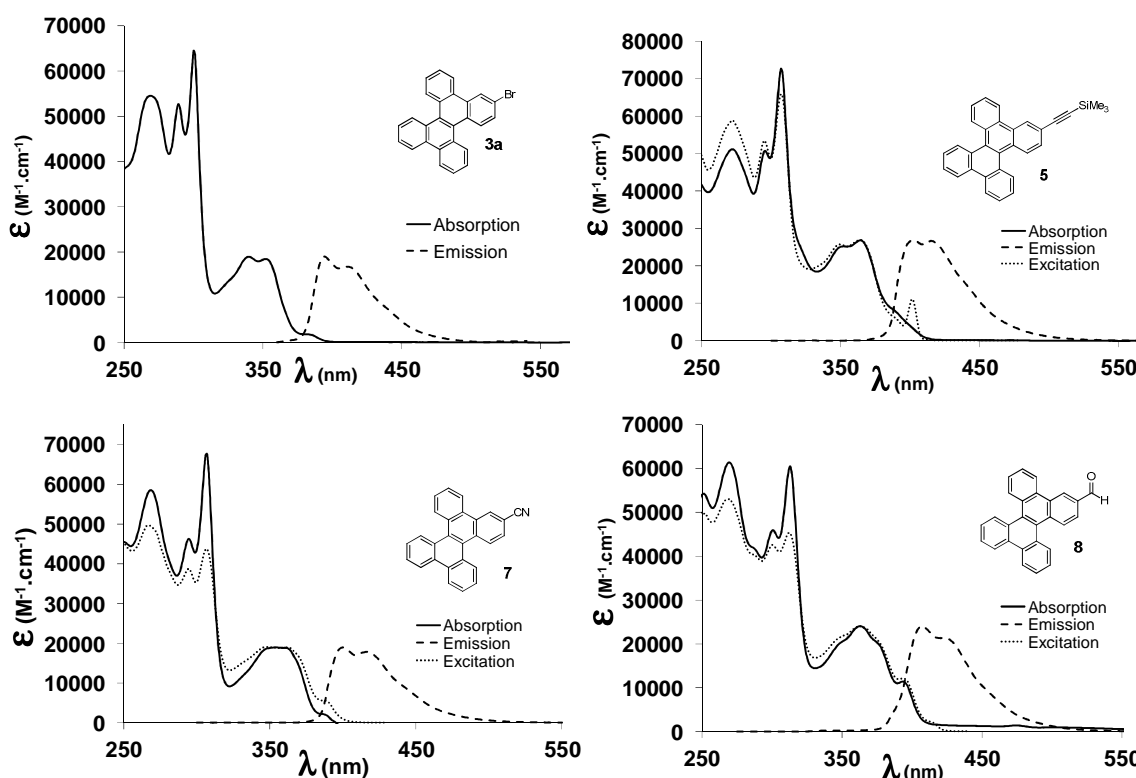 70000
60000
50000
40000
30000
20000
10000
0
ε (M-1.cm-1)
250
350
450
550
λ (nm)
Br
3a
Absorption
Emission
80000
70000
60000
50000
40000
30000
20000
10000
0
ε (M-1.cm-1)
250
350
450
550
λ (nm)
SiMe3
5
Absorption
Emission
Excitation
70000
60000
50000
40000
30000
20000
10000
0
ε (M-1.cm-1)
250
350
450
550
λ (nm)
CN
7
Absorption
Emission
Excitation
60000
50000
40000
30000
20000
10000
0
ε (M-1.cm-1)
250
350
450
550
λ (nm)
O
H
8
Absorption
Emission
Excitation